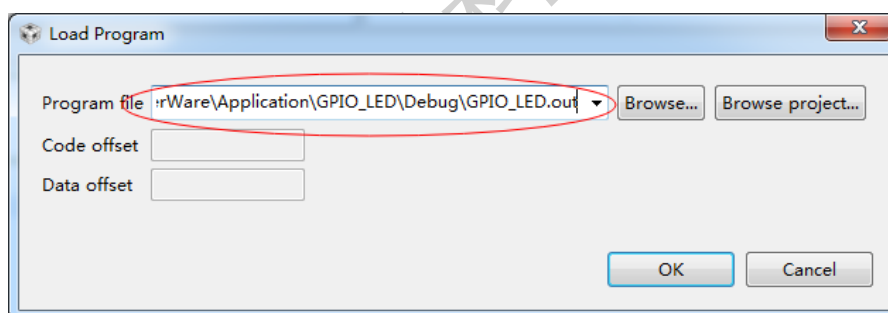 Load Program
Program file erWare\Application\GPIO_LED\Debug\GPIO_LED.out Browse... Browse project...
Code offset
Data offset
OK Cancel